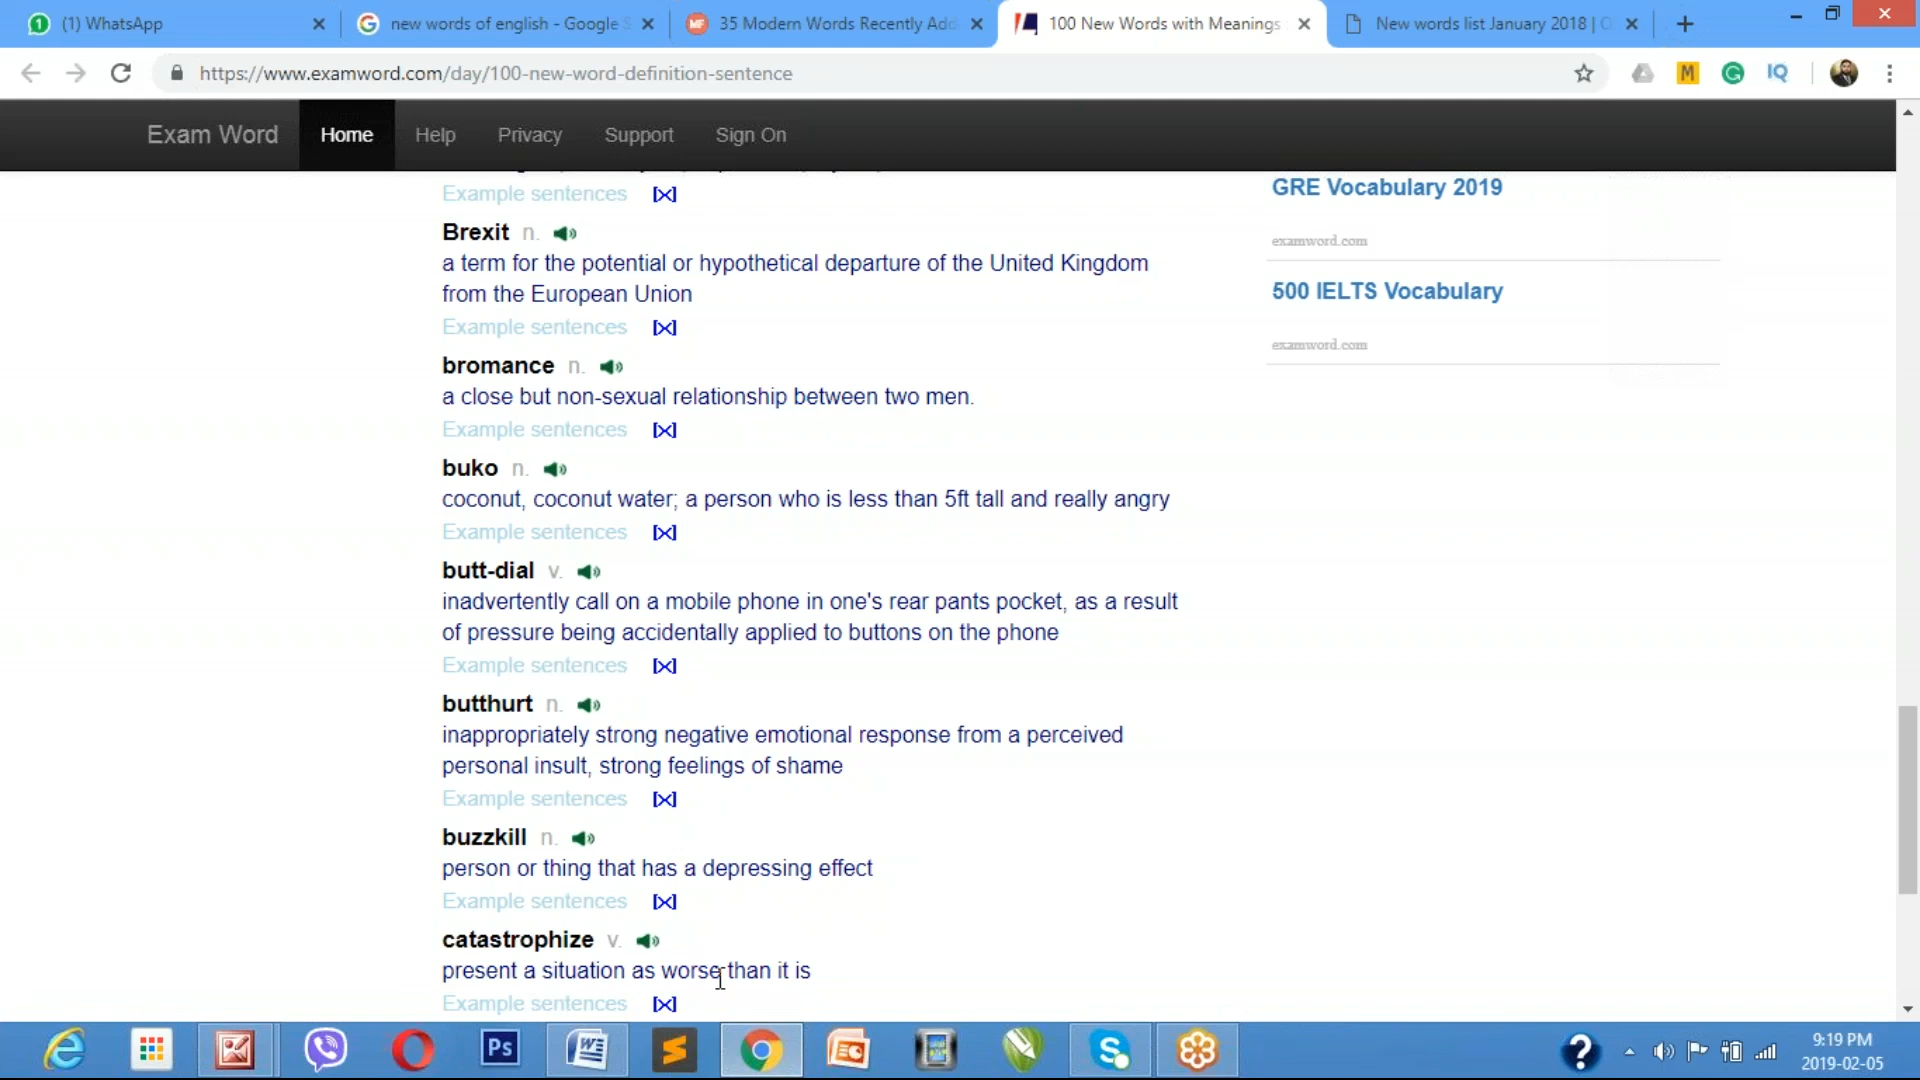 (1) WhatsApp
new words of english - Google S
35 Modern Words Recently Add
100 New Words with Meanings
New words list January 2018 | O
https://www.examword.com/day/100-new-word-definition-sentence
Exam Word Home Help Privacy Support Sign On
Example sentences [x]
Brexit n.
a term for the potential or hypothetical departure of the United Kingdom
from the European Union
Example sentences [x]
bromance n.
a close but non-sexual relationship between two men.
Example sentences [x]
buko n.
coconut, coconut water; a person who is less than 5ft tall and really angry
Example sentences [x]
butt-dial v.
inadvertently call on a mobile phone in one's rear pants pocket, as a result
of pressure being accidentally applied to buttons on the phone
Example sentences [x]
butthurt n.
inappropriately strong negative emotional response from a perceived
personal insult, strong feelings of shame
Example sentences [x]
buzzkill n.
person or thing that has a depressing effect
Example sentences [x]
catastrophize v.
present a situation as worse than it is
Example sentences [x]
GRE Vocabulary 2019
examword.com
500 IELTS Vocabulary
examword.com
Ps
9:19 PM
2019-02-05